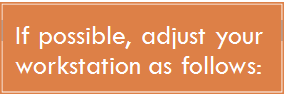 If possible, adjust your
workstation as follows: